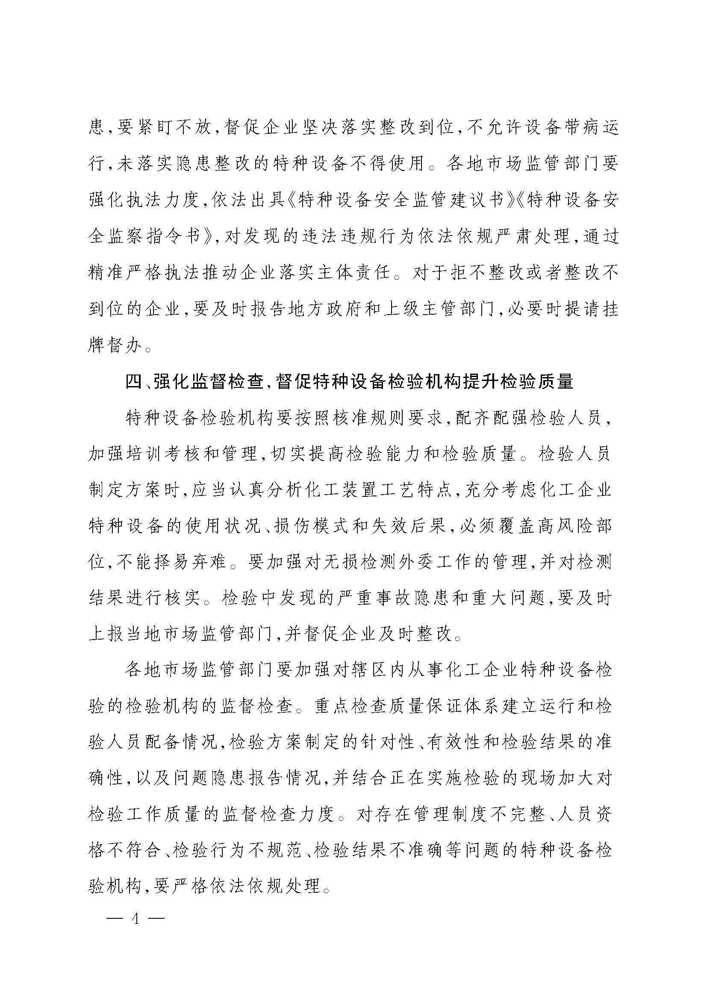 患,要紧盯不放,督促企业坚决落实整改到位,不允许设备带病运
行,未落实隐患整改的特种设备不得使用。各地市场监管部门要
强化执法力度,依法出具《特种设备安全监管建议书》《特种设备安
全监察指令书》,对发现的违法违规行为依法依规严肃处理,通过
精准严格执法推动企业落实主体责任。对于拒不整改或者整改不
到位的企业,要及时报告地方政府和上级主管部门,必要时提请挂
牌督办。
四、强化监督检查,督促特种设备检验机构提升检验质量
特种设备检验机构要按照核准规则要求,配齐配强检验人员,
加强培训考核和管理,切实提高检验能力和检验质量。检验人员
制定方案时,应当认真分析化工装置工艺特点,充分考虑化工企业
特种设备的使用状况、损伤模式和失效后果,必须覆盖高风险部
位,不能择易弃难。要加强对无损检测外委工作的管理,并对检测
结果进行核实。检验中发现的严重事故隐患和重大问题,要及时
上报当地市场监管部门,并督促企业及时整改。
各地市场监管部门要加强对辖区内从事化工企业特种设备检
验的检验机构的监督检查。重点检查质量保证体系建立运行和检
验人员配备情况,检验方案制定的针对性、有效性和检验结果的准
确性,以及问题隐患报告情况,并结合正在实施检验的现场加大对
检验工作质量的监督检查力度。对存在管理制度不完整、人员资
格不符合、检验行为不规范、检验结果不准确等问题的特种设备检
验机构,要严格依法依规处理。
— 4 —